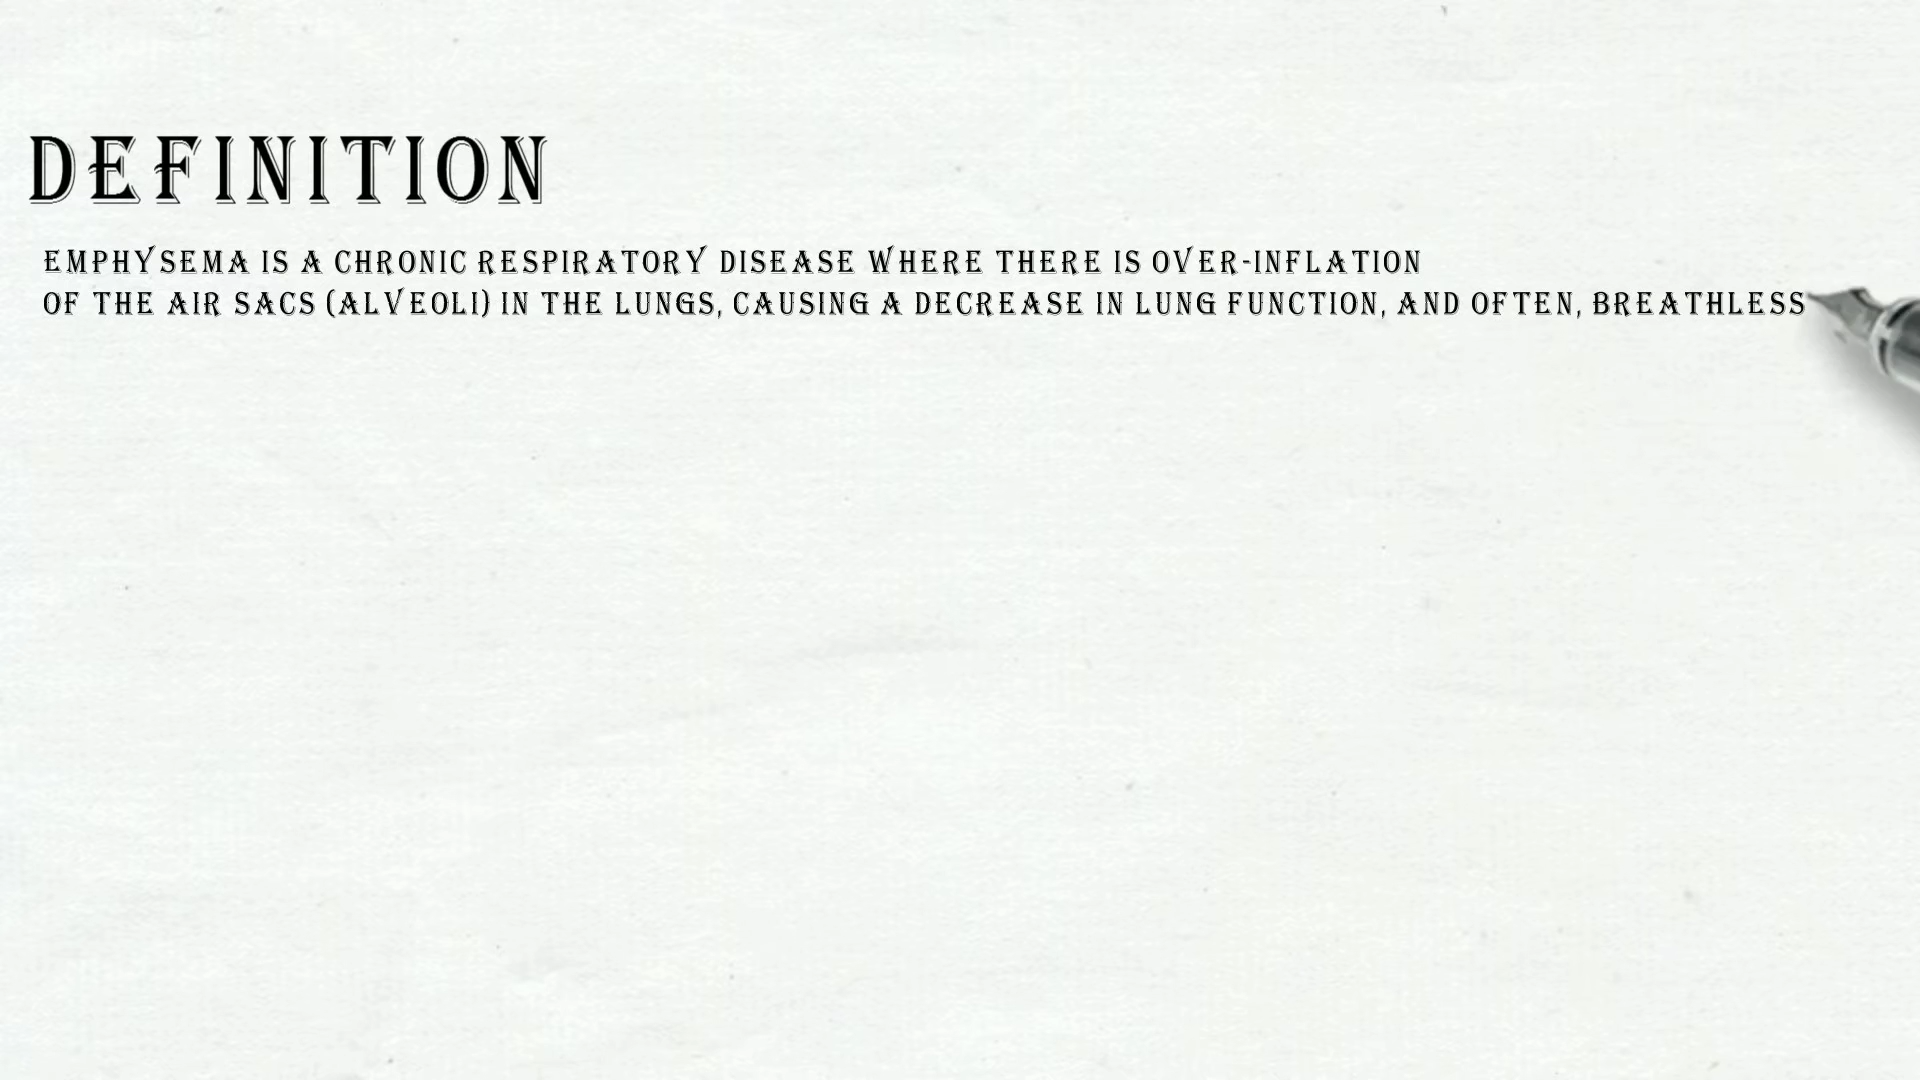 DEFINITION
EMPHYSEMA IS A CHRONIC RESPIRATORY DISEASE WHERE THERE IS OVER-INFLATION
OF THE AIR SACS (ALVEOLI) IN THE LUNGS, CAUSING A DECREASE IN LUNG FUNCTION, AND OFTEN, BREATHLESS